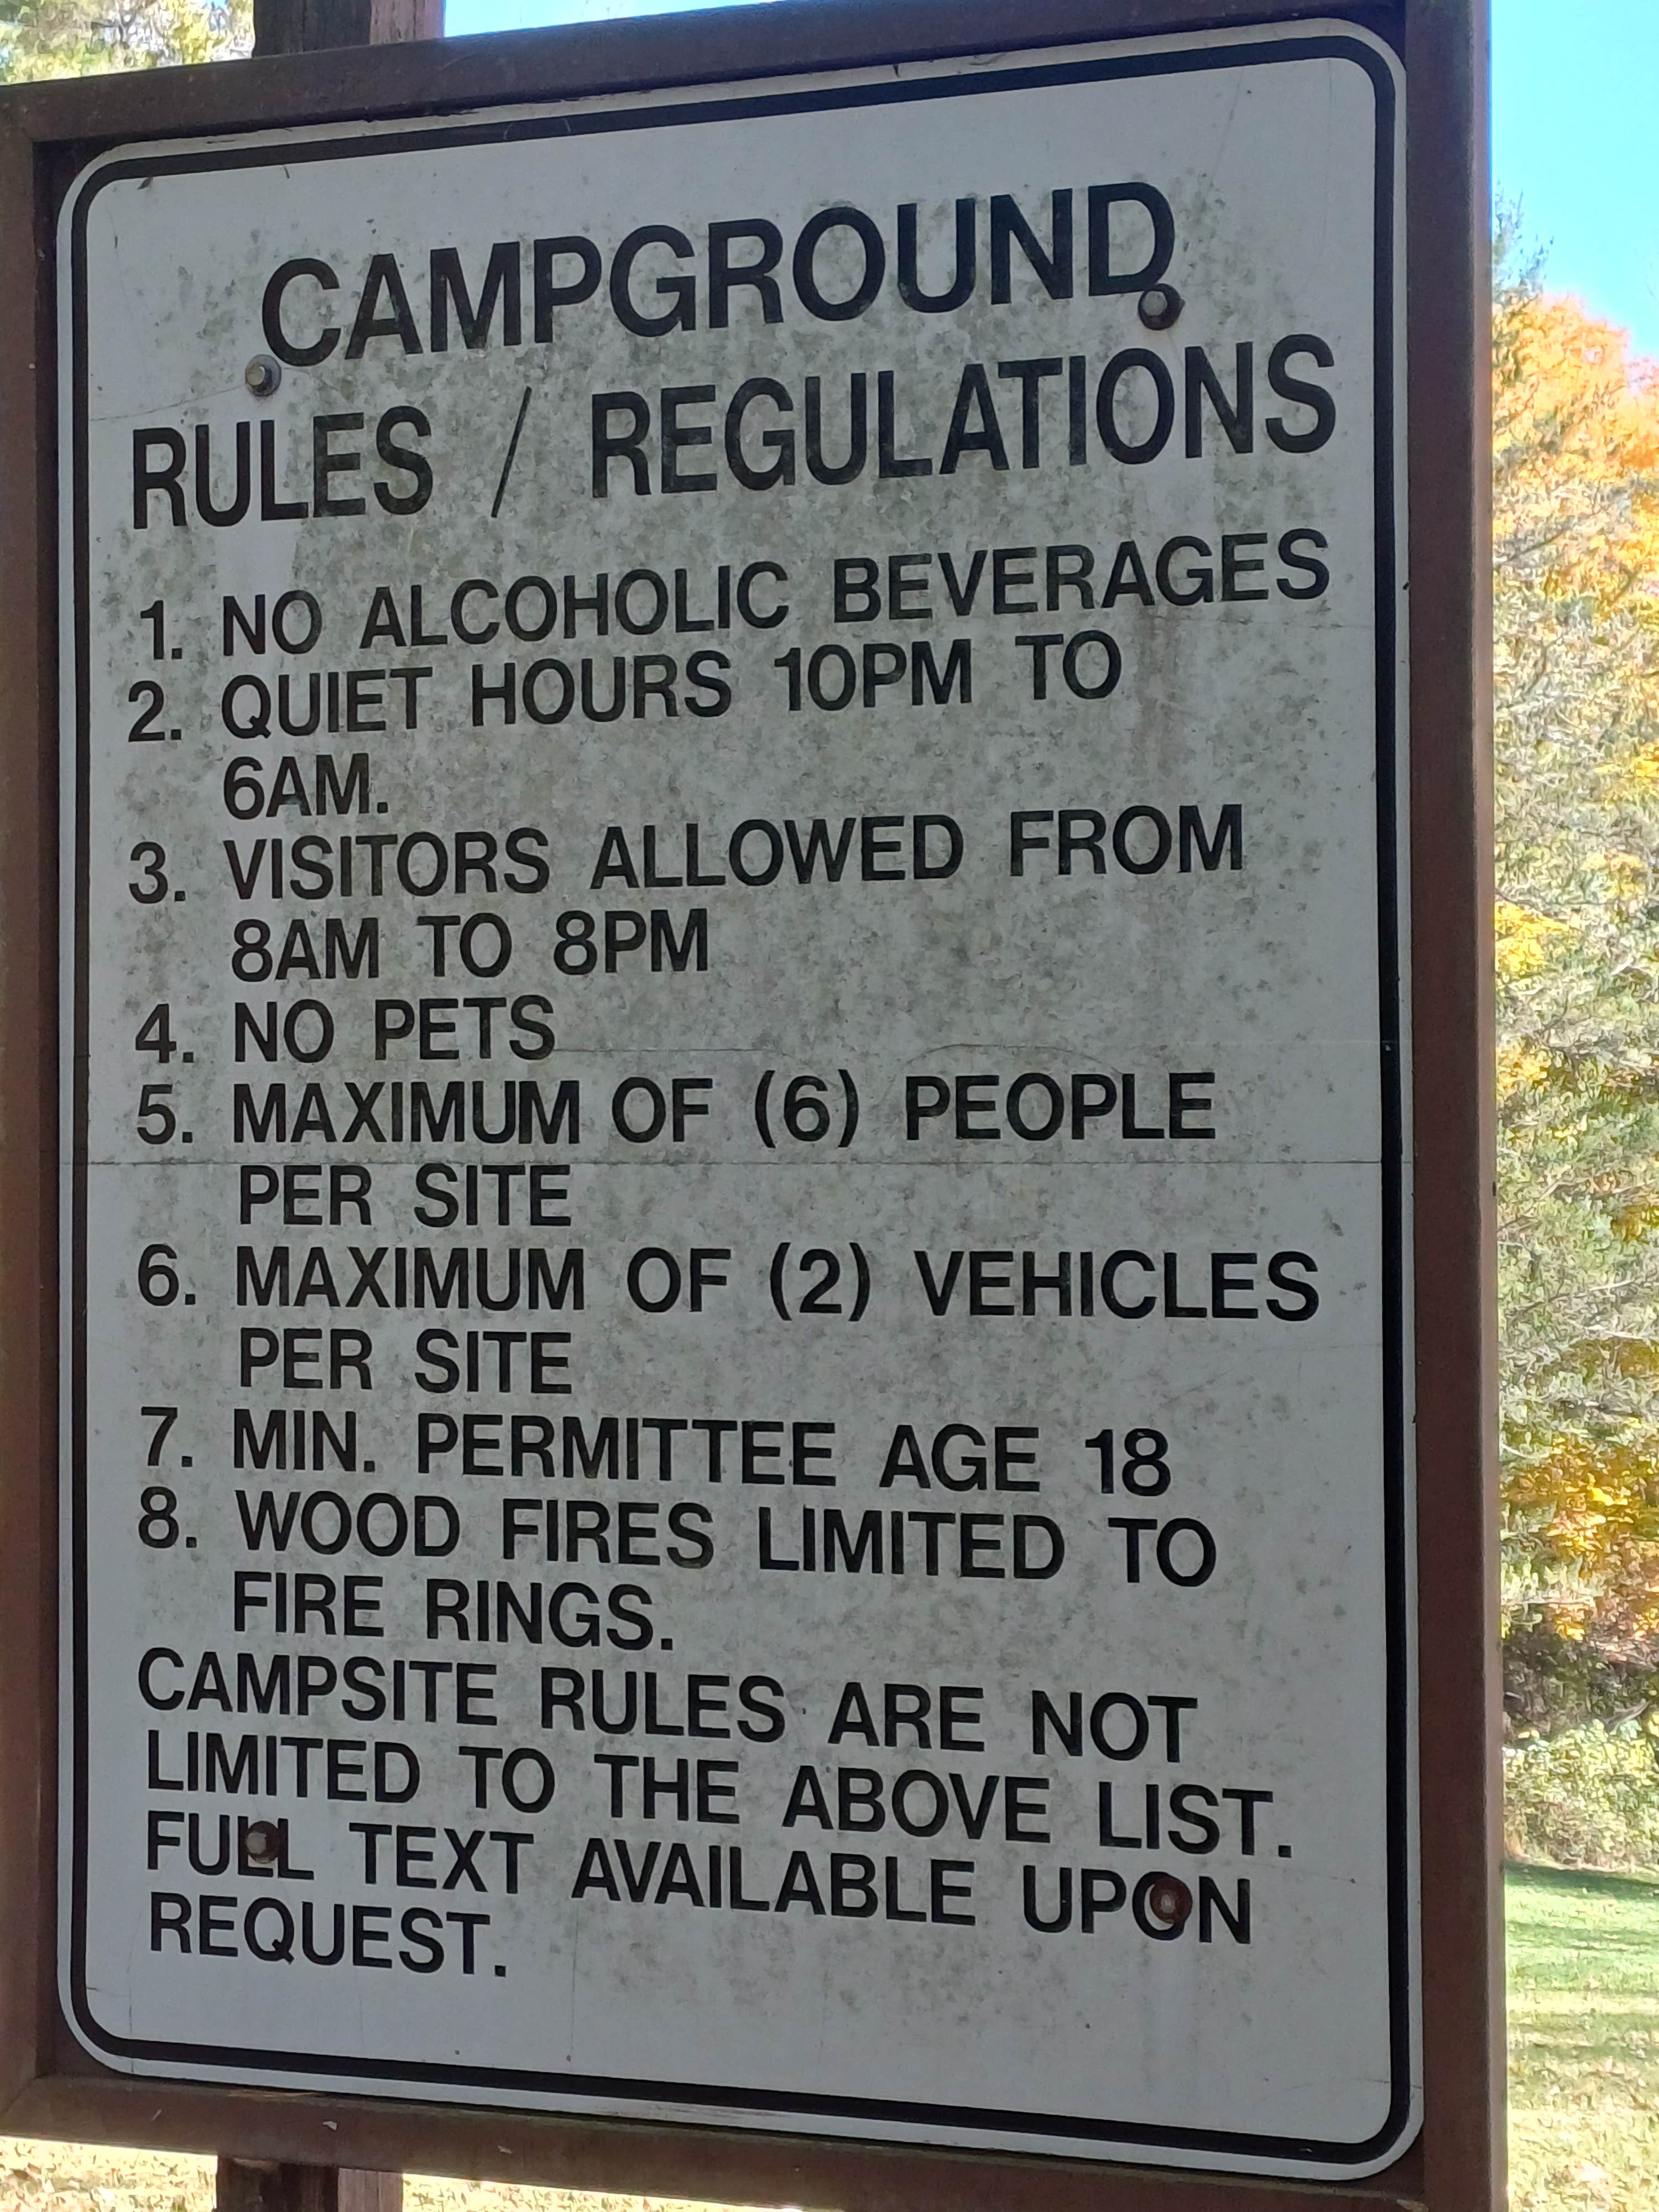 CAMPGROUND
RULES / REGULATIONS
1. NO ALCOHOLIC BEVERAGES
2. QUIET HOURS 10PM TO
6AM.
3. VISITORS ALLOWED FROM
8AM TO 8PM
4. NO PETS
5. MAXIMUM OF (6) PEOPLE
PER SITE
6. MAXIMUM OF (2) VEHICLES
PER SITE
7. MIN. PERMITTEE AGE 18
8. WOOD FIRES LIMITED TO
FIRE RINGS.
CAMPSITE RULES ARE NOT
LIMITED TO THE ABOVE LIST.
FULL TEXT AVAILABLE UPON
REQUEST.